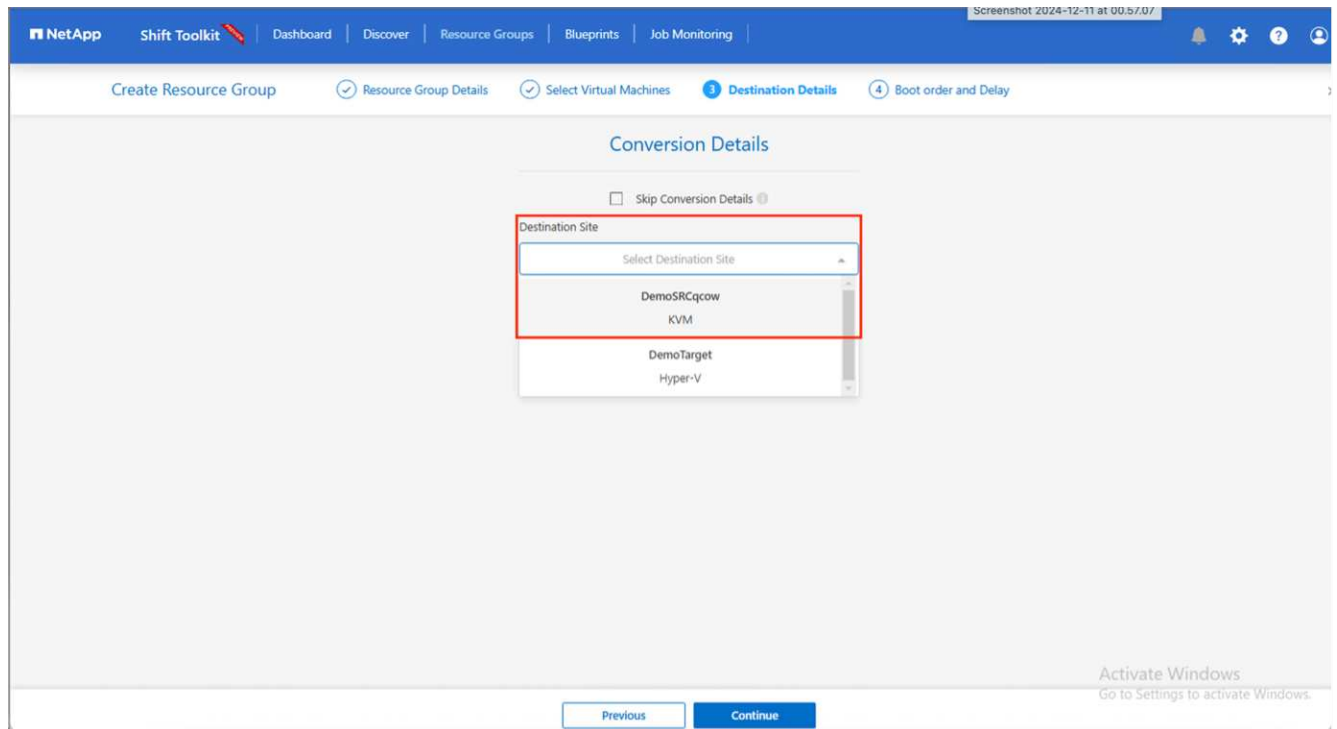 Screenshot 2024-12-11 at 00.57.07
NetApp Shift Toolkit Dashboard Discover Resource Groups Blueprints Job Monitoring
Create Resource Group Resource Group Details Select Virtual Machines 3 Destination Details 4 Boot order and Delay
Conversion Details
Skip Conversion Details
Destination Site
Select Destination Site
DemoSRCqcow
KVM
DemoTarget
Hyper-V
Activate Windows
Go to Settings to activate Windows.
Previous Continue